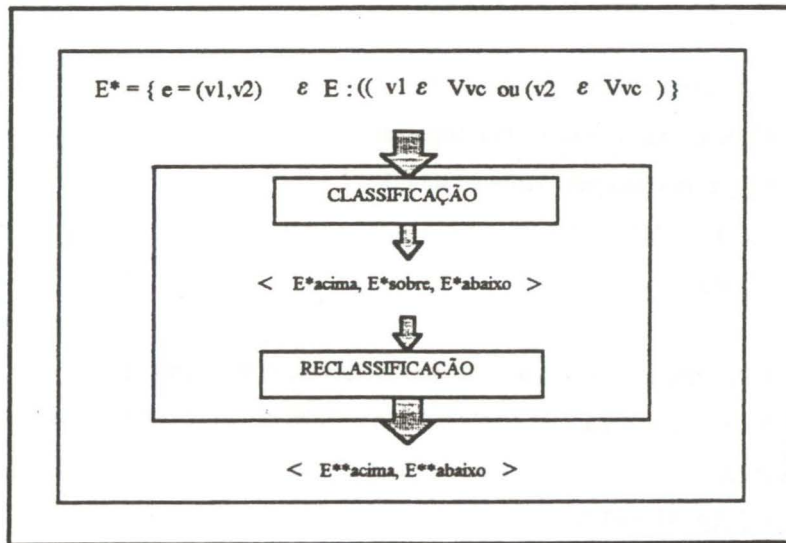 E* = { e = (v1,v2) ε E : (( v1 ε Vvc ou (v2 ε Vvc ) }
CLASSIFICAÇÃO
< E*acima, E*sobre, E*abaixo >
RECLASSIFICAÇÃO
< E**acima, E**abaixo >